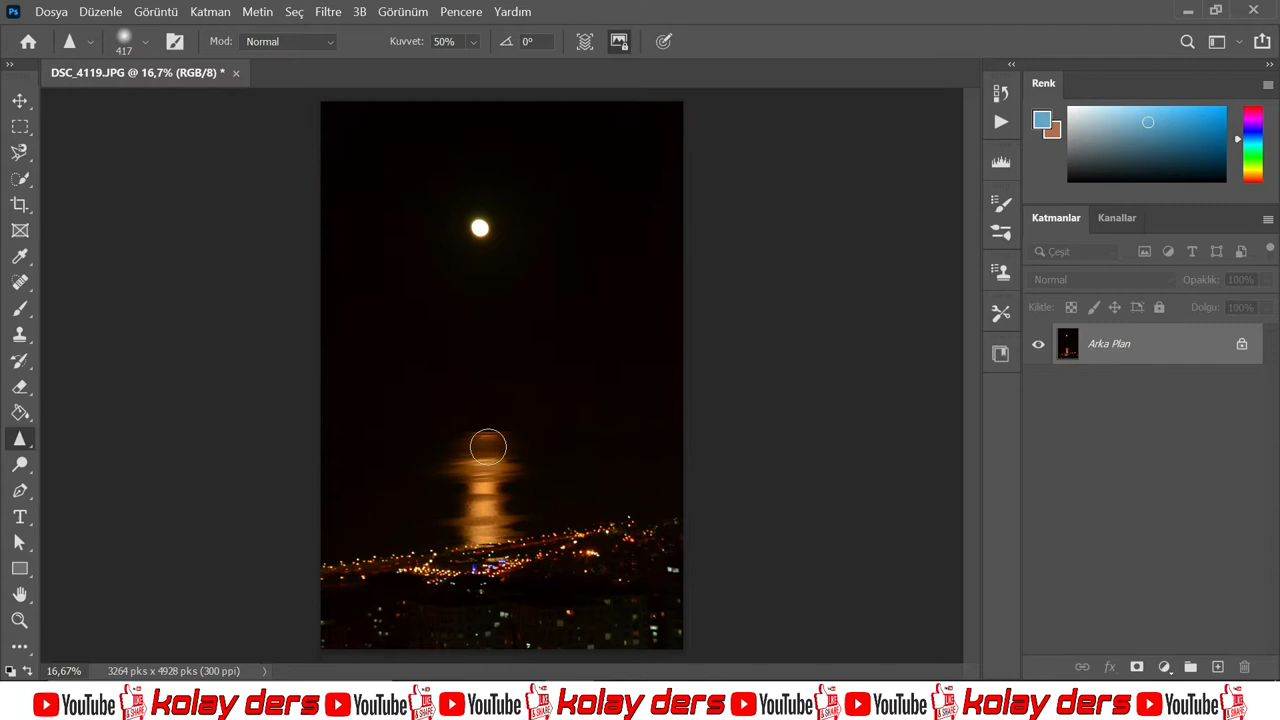 Ps Dosya Düzenle Görüntü Katman Metin Seç Filtre 3B Görünüm Pencere Yardım
417 Mod: Normal Kuvvet: 50% 0°
DSC_4119.JPG @ 16,7% (RGB/8) * ×
Renk
Katmanlar Kanallar
Çeşit
Normal Opaklık: 100%
Kilitle: Dolgu: 100%
Arka Plan
fx
16,67% 3264 pks x 4928 pks (300 ppi)
YouTube kolay ders YouTube YouTube kolay ders YouTube YouTube kolay ders YouTube